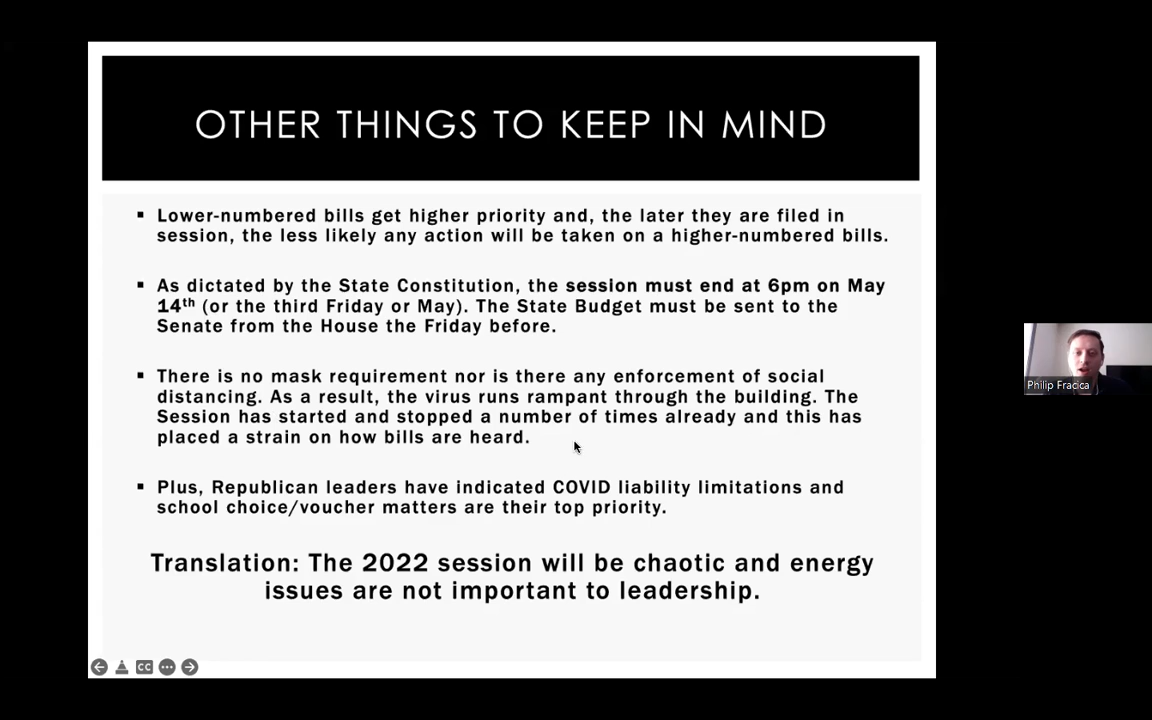 OTHER THINGS TO KEEP IN MIND
▪ Lower-numbered bills get higher priority and, the later they are filed in
session, the less likely any action will be taken on a higher-numbered bills.
▪ As dictated by the State Constitution, the session must end at 6pm on May
14th (or the third Friday or May). The State Budget must be sent to the
Senate from the House the Friday before.
▪ There is no mask requirement nor is there any enforcement of social
distancing. As a result, the virus runs rampant through the building. The
Session has started and stopped a number of times already and this has
placed a strain on how bills are heard.
▪ Plus, Republican leaders have indicated COVID liability limitations and
school choice/voucher matters are their top priority.
Translation: The 2022 session will be chaotic and energy
issues are not important to leadership.
CC
Philip Fracica